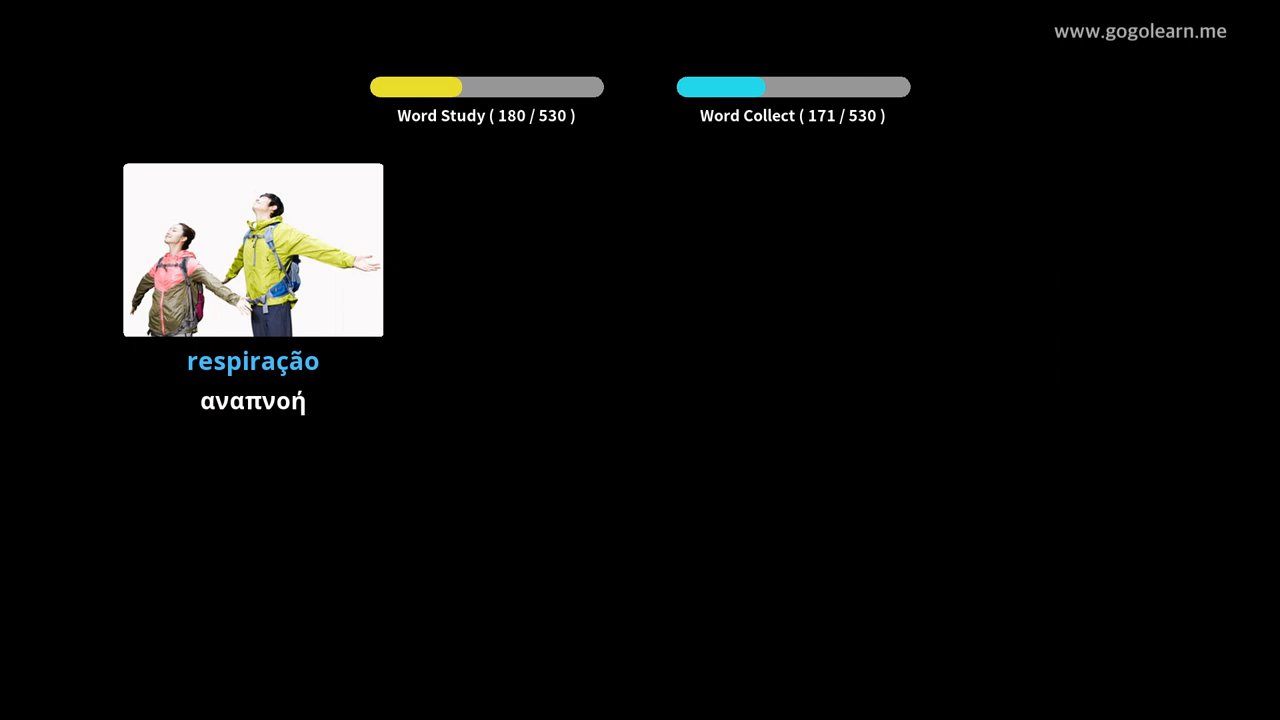 www.gogolearn.me
Word Study ( 180 / 530 )
Word Collect ( 171 / 530 )
respiração
αναπνοή